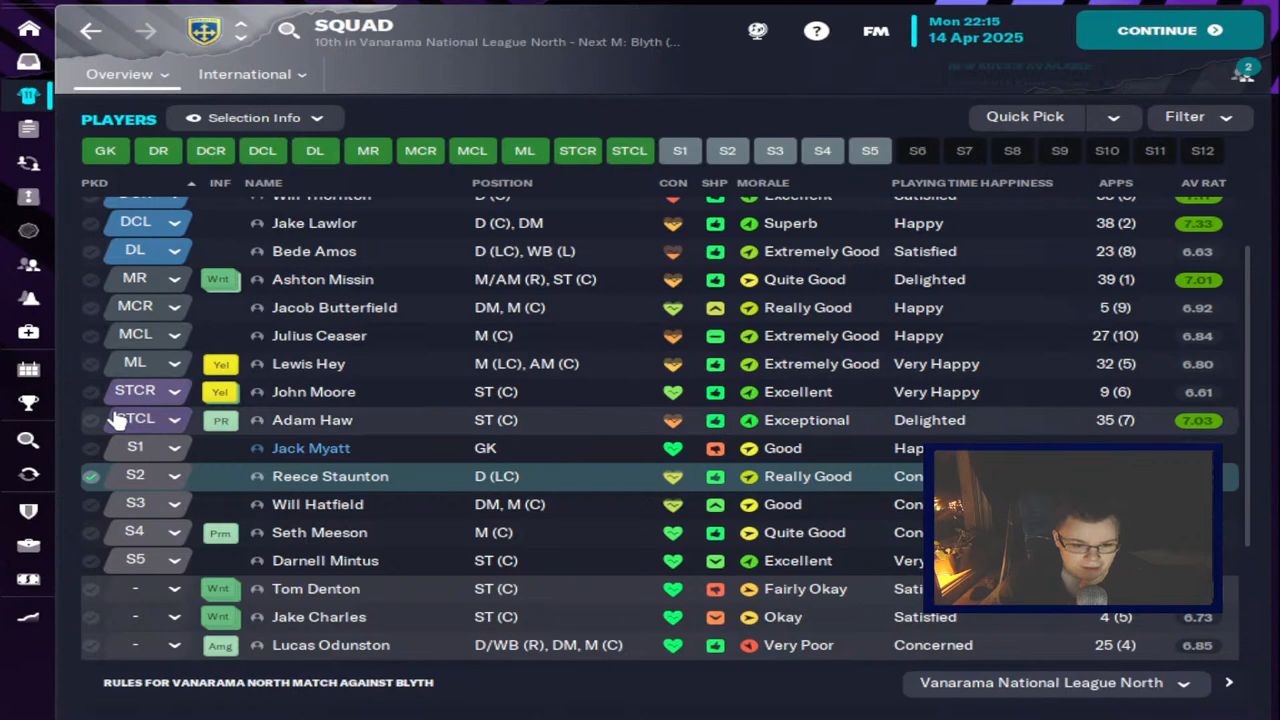 SQUAD
10th in Vanarama National League North - Next M: Blyth (...
Mon 22:15
14 Apr 2025
FM
CONTINUE
Overview International
2
PLAYERS Selection Info Quick Pick Filter
GK DR DCR DCL DL MR MCR MCL ML STCR STCL S1 S2 S3 S4 S5 S6 S7 S8 S9 S10 S11 S12
PKD INF NAME POSITION CON SHP MORALE PLAYING TIME HAPPINESS APPS AV RAT
DCL Jake Lawlor D (C), DM Superb Happy 38 (2) 7.33
DL Bede Amos D (LC), WB (L) Extremely Good Satisfied 23 (8) 6.63
MR Wnt Ashton Missin M/AM (R), ST (C) Quite Good Delighted 39 (1) 7.01
MCR Jacob Butterfield DM, M (C) Really Good Happy 5 (9) 6.92
MCL Julius Ceaser M (C) Extremely Good Happy 27 (10) 6.84
ML Yel Lewis Hey M (LC), AM (C) Extremely Good Very Happy 32 (5) 6.80
STCR Yel John Moore ST (C) Excellent Very Happy 9 (6) 6.61
STCL PR Adam Haw ST (C) Exceptional Delighted 35 (7) 7.03
S1 Jack Myatt GK Good
S2 Reece Staunton D (LC) Really Good
S3 Will Hatfield DM, M (C) Good
S4 Prm Seth Meeson M (C) Quite Good
S5 Darnell Mintus ST (C) Excellent
- Wnt Tom Denton ST (C) Fairly Okay
- Wnt Jake Charles ST (C) Okay Satisfied 4 (5) 6.73
- Amg Lucas Odunston D/WB (R), DM, M (C) Very Poor Concerned 25 (4) 6.85
RULES FOR VANARAMA NORTH MATCH AGAINST BLYTH Vanarama National League North